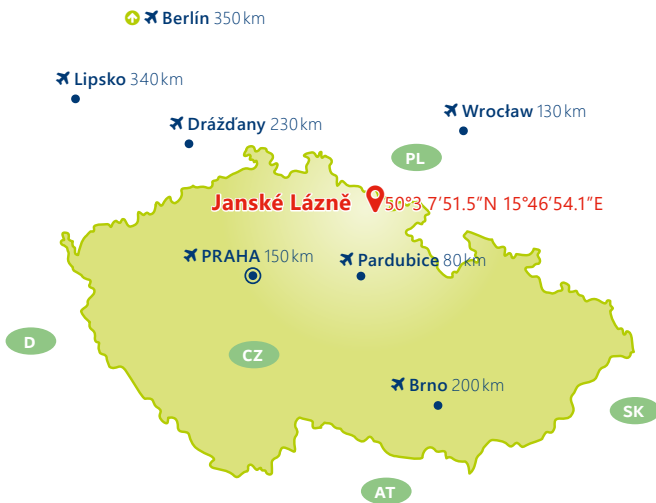 Berlín 350 km
Lipsko 340 km
Drážďany 230 km
Wrocław 130 km
PL
Janské Lázně 50°3 7’51.5”N 15°46’54.1”E
PRAHA 150 km
Pardubice 80 km
D
CZ
Brno 200 km
SK
AT